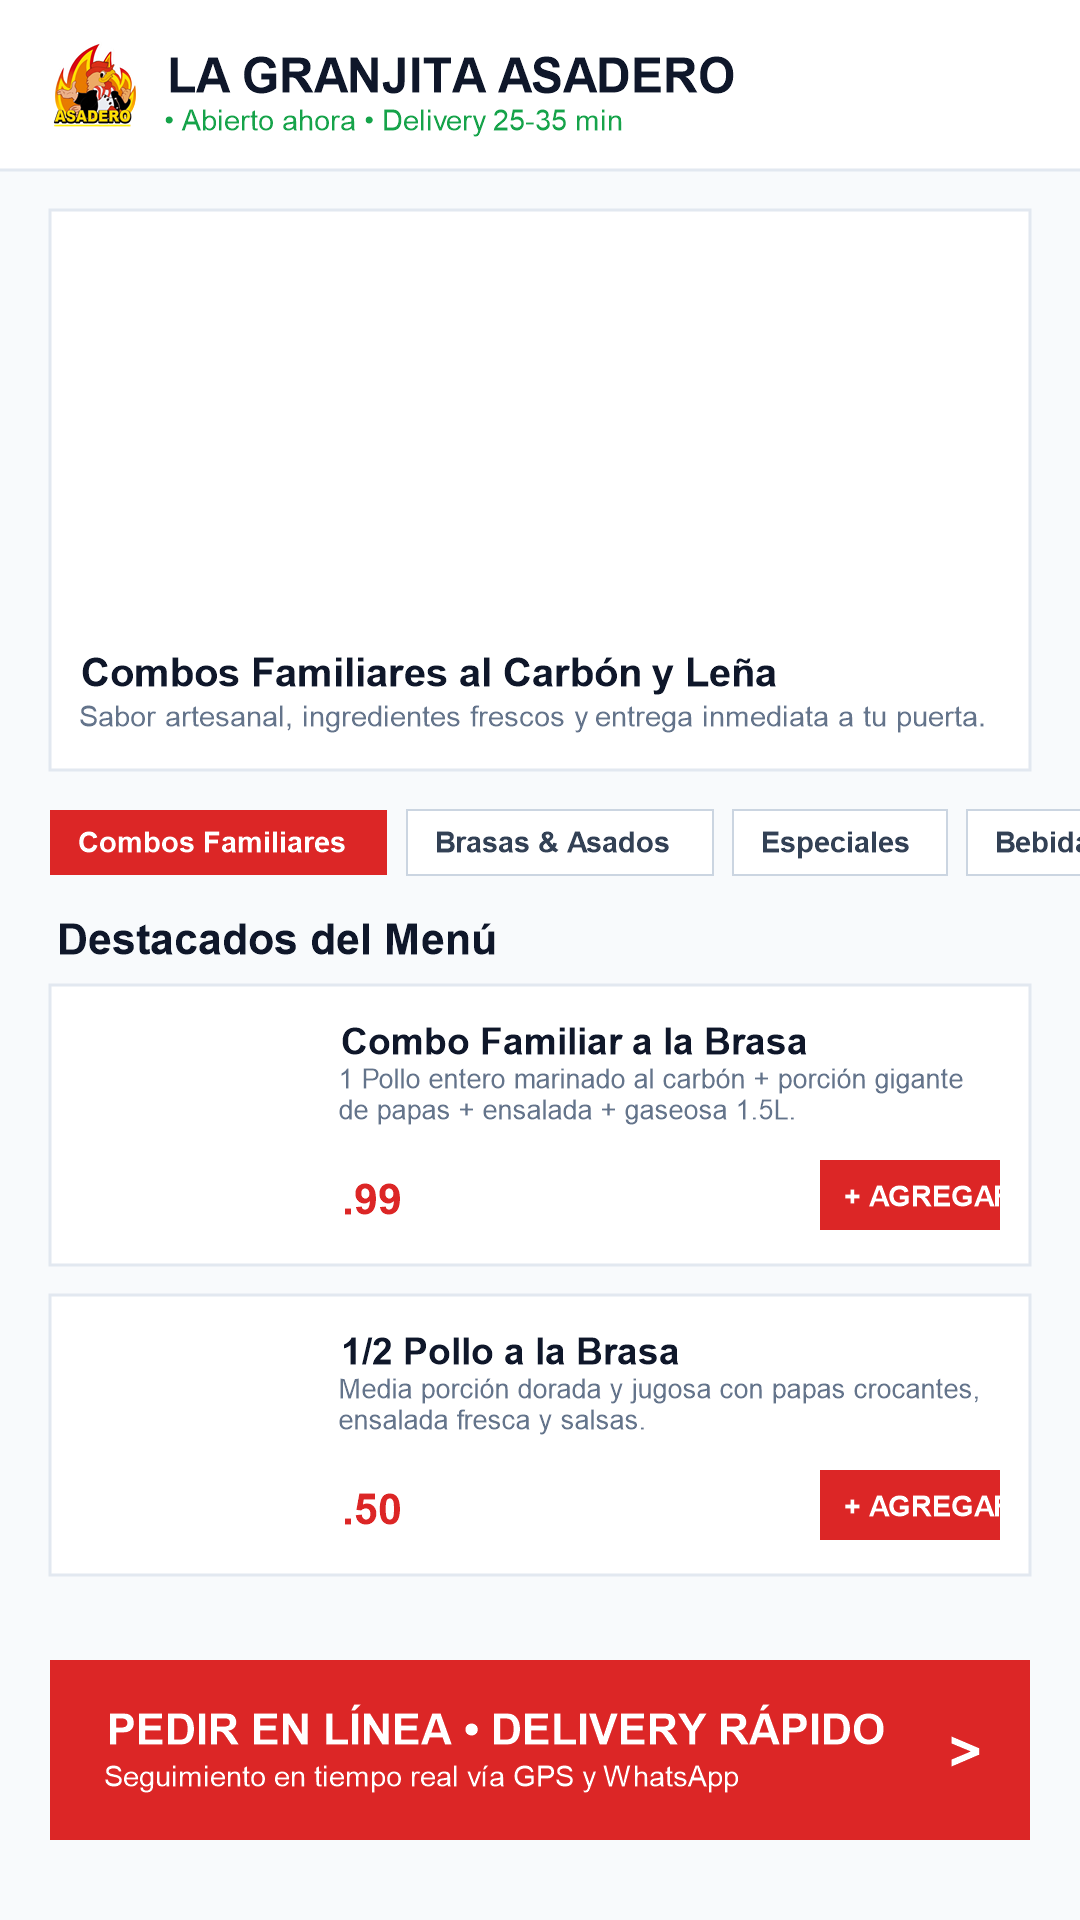 ASADERO
LA GRANJITA ASADERO
• Abierto ahora • Delivery 25-35 min
Combos Familiares al Carbón y Leña
Sabor artesanal, ingredientes frescos y entrega inmediata a tu puerta.
Combos Familiares
Brasas & Asados
Especiales
Bebida
Destacados del Menú
Combo Familiar a la Brasa
1 Pollo entero marinado al carbón + porción gigante
de papas + ensalada + gaseosa 1.5L.
.99
+ AGREGAR
1/2 Pollo a la Brasa
Media porción dorada y jugosa con papas crocantes,
ensalada fresca y salsas.
.50
+ AGREGAR
PEDIR EN LÍNEA • DELIVERY RÁPIDO
Seguimiento en tiempo real vía GPS y WhatsApp
>